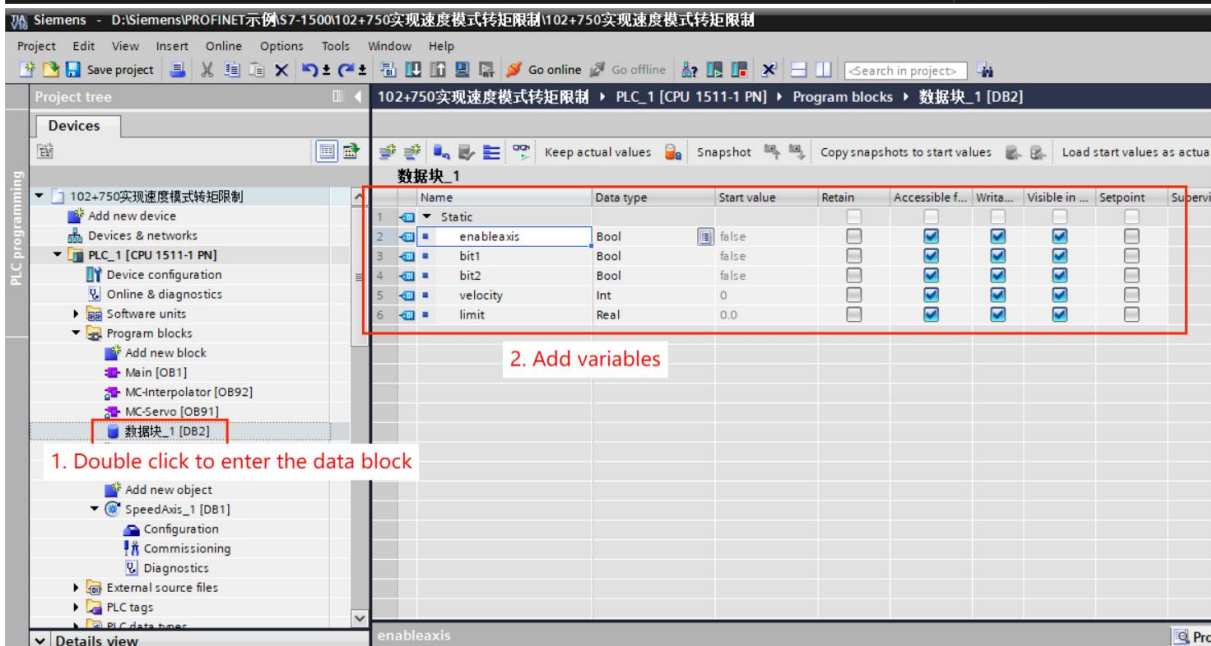 Siemens - D:\Siemens\PROFINET示例\S7-1500\102+750实现速度模式转矩限制\102+750实现速度模式转矩限制
Project Edit View Insert Online Options Tools Window Help
Save project Go online Go offline <Search in project>
Project tree
102+750实现速度模式转矩限制 PLC_1 [CPU 1511-1 PN] Program blocks 数据块_1 [DB2]
Devices
Keep actual values Snapshot Copy snapshots to start values Load start values as actua
PLC programming
数据块_1
Name Data type Start value Retain Accessible f... Writa... Visible in ... Setpoint Supervi
1 Static
2 enableaxis Bool false
3 bit1 Bool false
4 bit2 Bool false
5 velocity Int 0
6 limit Real 0.0
2. Add variables
102+750实现速度模式转矩限制
Add new device
Devices & networks
PLC_1 [CPU 1511-1 PN]
Device configuration
Online & diagnostics
Software units
Program blocks
Add new block
Main [OB1]
MC-Interpolator [OB92]
MC-Servo [OB91]
数据块_1 [DB2]
1. Double click to enter the data block
Add new object
SpeedAxis_1 [DB1]
Configuration
Commissioning
Diagnostics
External source files
PLC tags
PLC data types
Details view
enableaxis
Pro